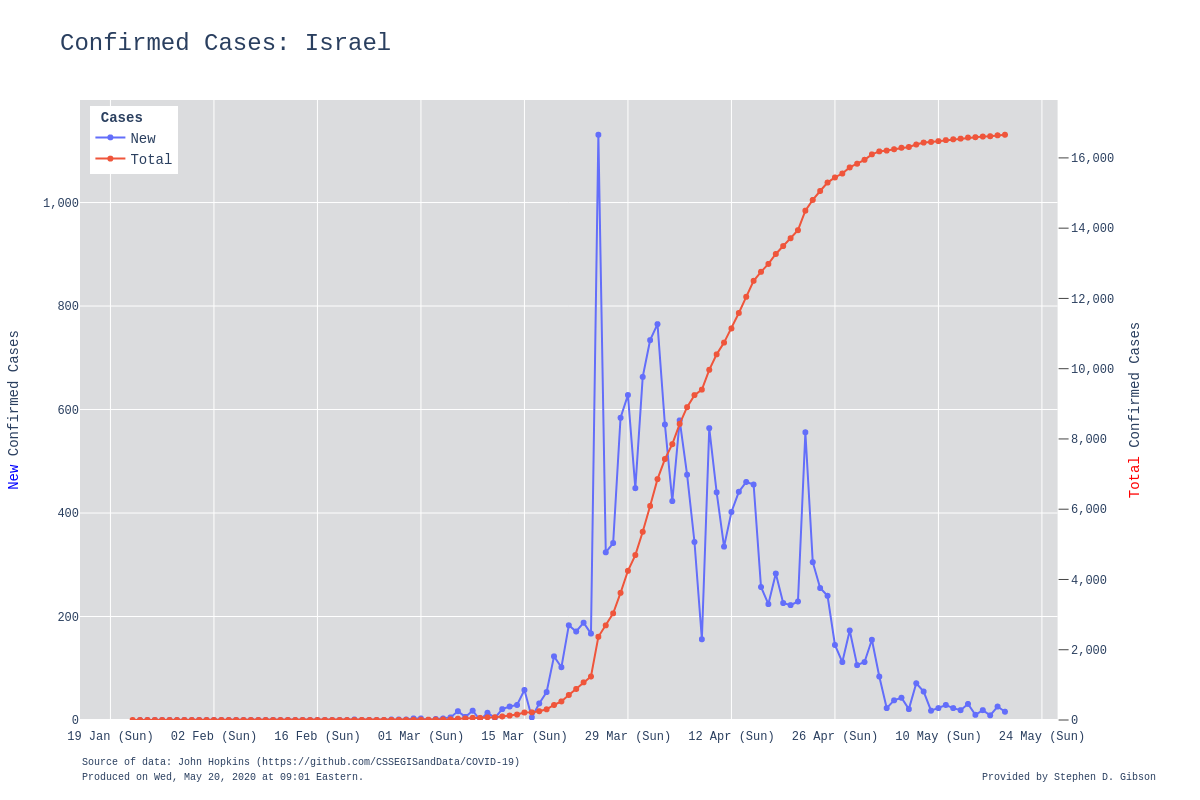 Confirmed Cases: Israel
Cases
New
Total
1,000
800
600
400
200
0
New Confirmed Cases
16,000
14,000
12,000
10,000
8,000
6,000
4,000
2,000
0
Total Confirmed Cases
19 Jan (Sun) 02 Feb (Sun) 16 Feb (Sun) 01 Mar (Sun) 15 Mar (Sun) 29 Mar (Sun) 12 Apr (Sun) 26 Apr (Sun) 10 May (Sun) 24 May (Sun)
Source of data: John Hopkins (https://github.com/CSSEGISandData/COVID-19)
Produced on Wed, May 20, 2020 at 09:01 Eastern.
Provided by Stephen D. Gibson